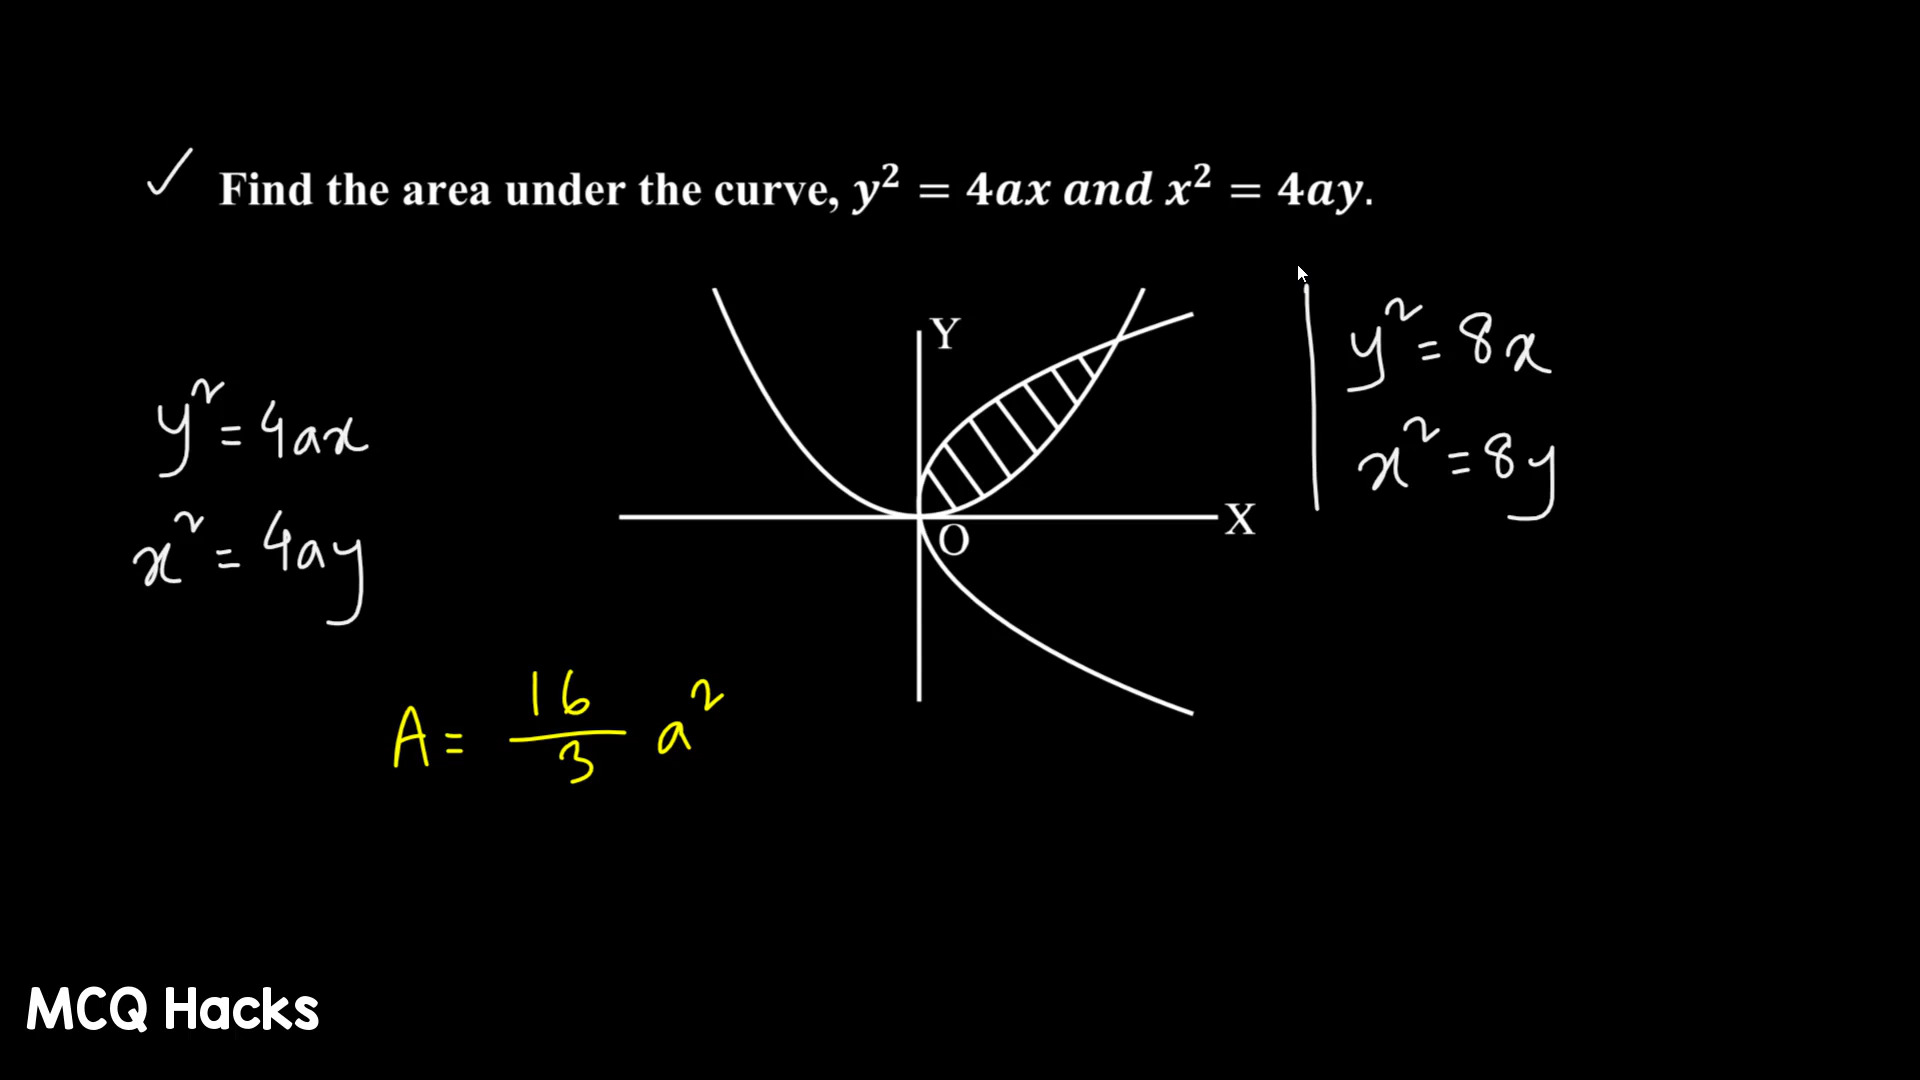 ✓ Find the area under the curve, y² = 4ax and x² = 4ay.
Y
X
O
y² = 4ax
x² = 4ay
y² = 8x
x² = 8y
A = 16/3 a²
MCQ Hacks